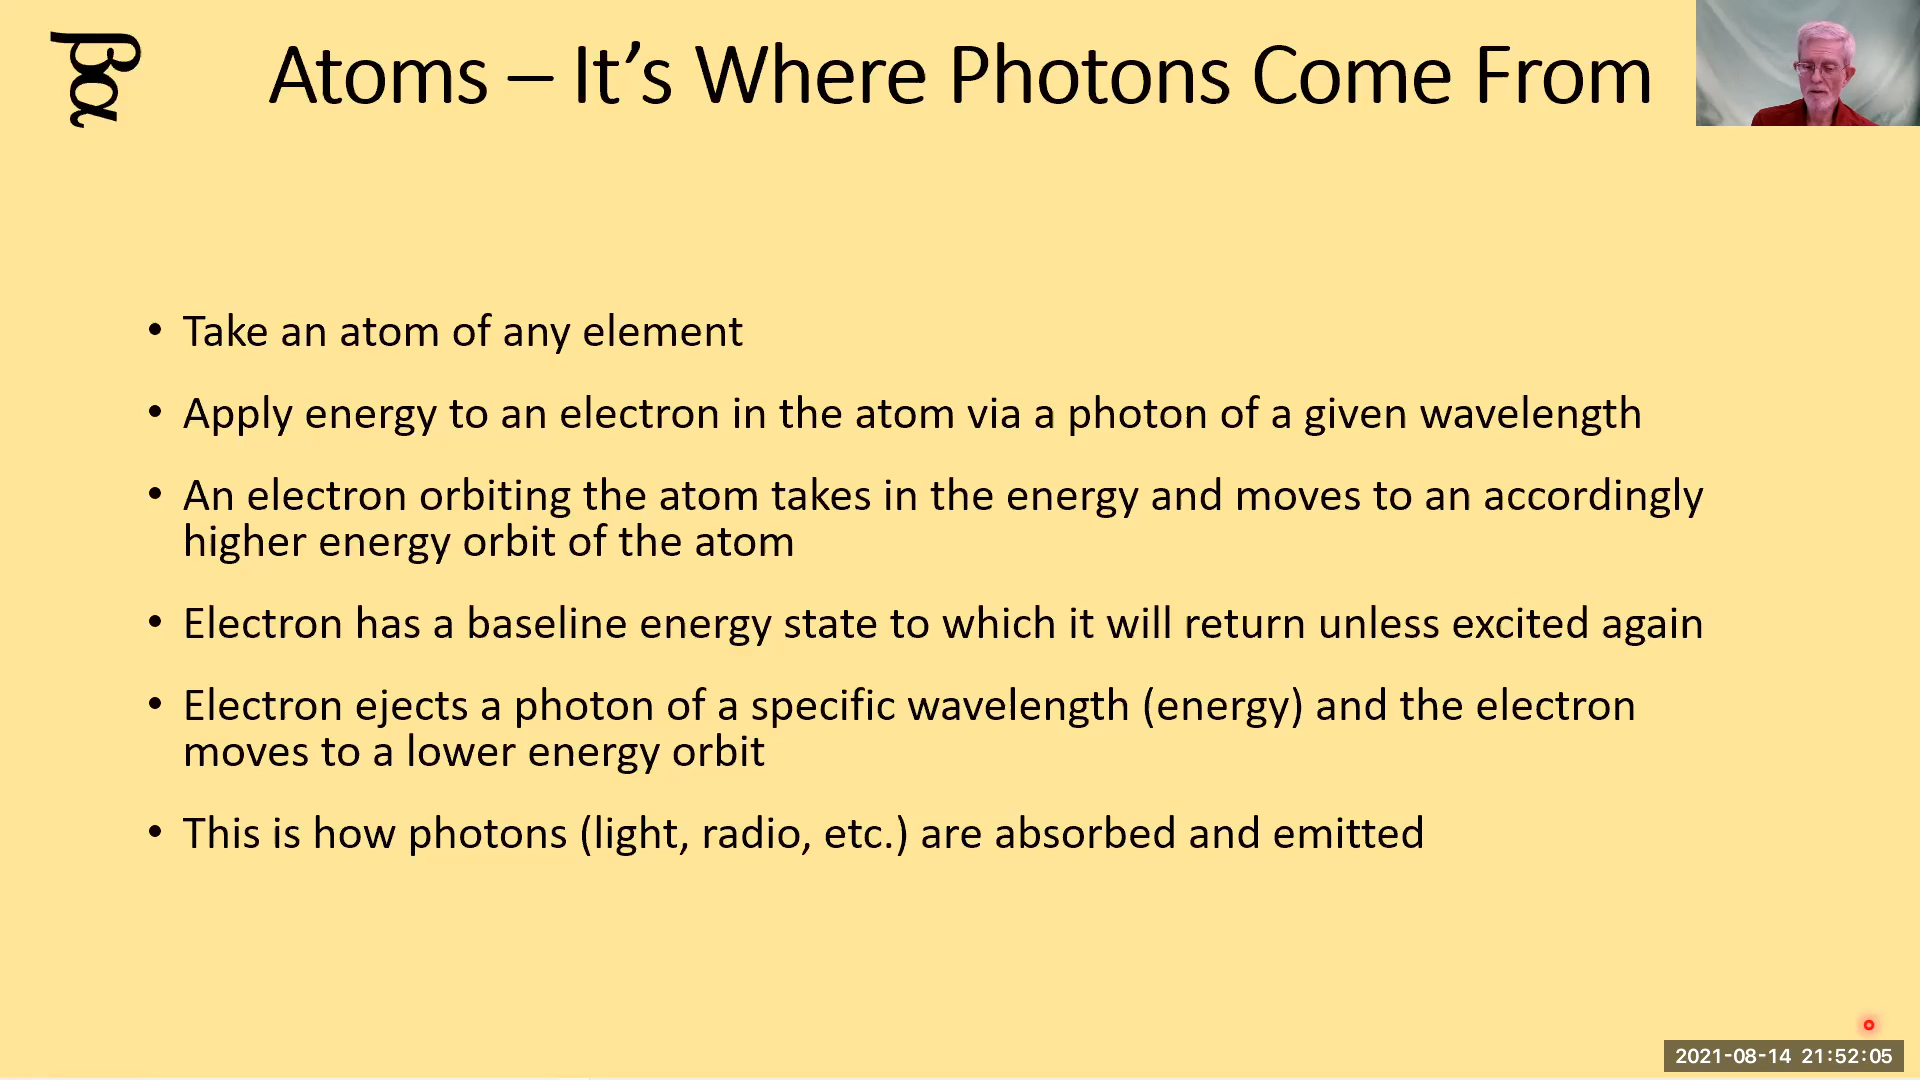 βα
Atoms – It’s Where Photons Come From
• Take an atom of any element
• Apply energy to an electron in the atom via a photon of a given wavelength
• An electron orbiting the atom takes in the energy and moves to an accordingly
higher energy orbit of the atom
• Electron has a baseline energy state to which it will return unless excited again
• Electron ejects a photon of a specific wavelength (energy) and the electron
moves to a lower energy orbit
• This is how photons (light, radio, etc.) are absorbed and emitted
2021-08-14 21:52:05